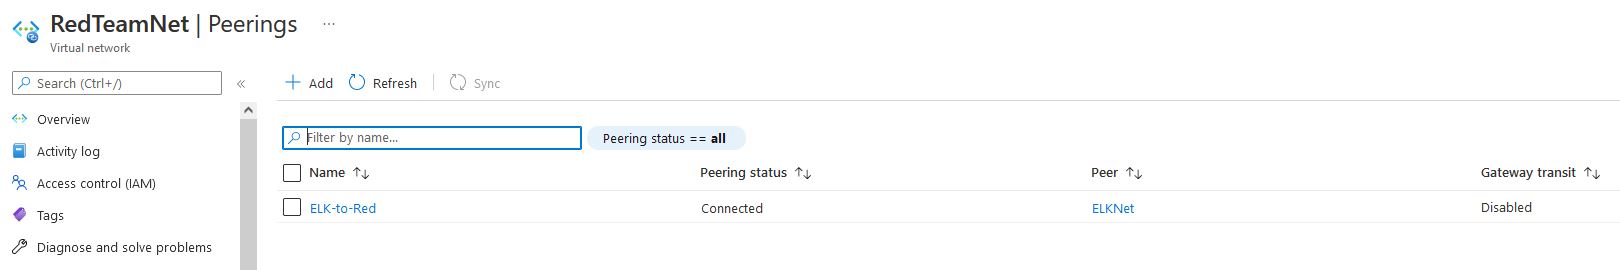 RedTeamNet | Peerings ...
Virtual network
Search (Ctrl+/) «
Overview
Activity log
Access control (IAM)
Tags
Diagnose and solve problems
Add Refresh Sync
Filter by name... Peering status == all
Name ↑↓ Peering status ↑↓ Peer ↑↓ Gateway transit ↑↓
ELK-to-Red Connected ELKNet Disabled